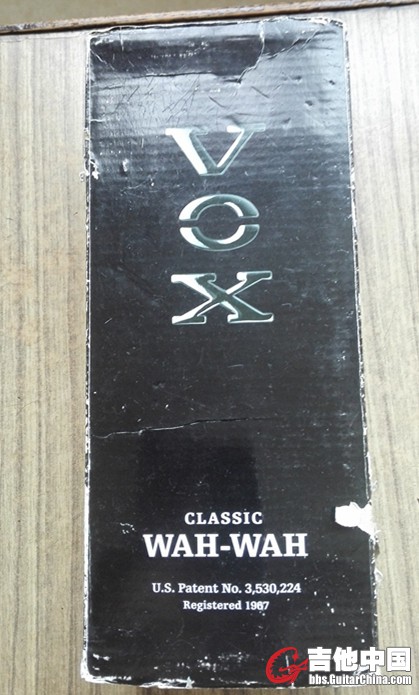 VOX
CLASSIC
WAH-WAH
U.S. Patent No. 3,530,224
Registered 1967
吉他中国
bbs.GuitarChina.com